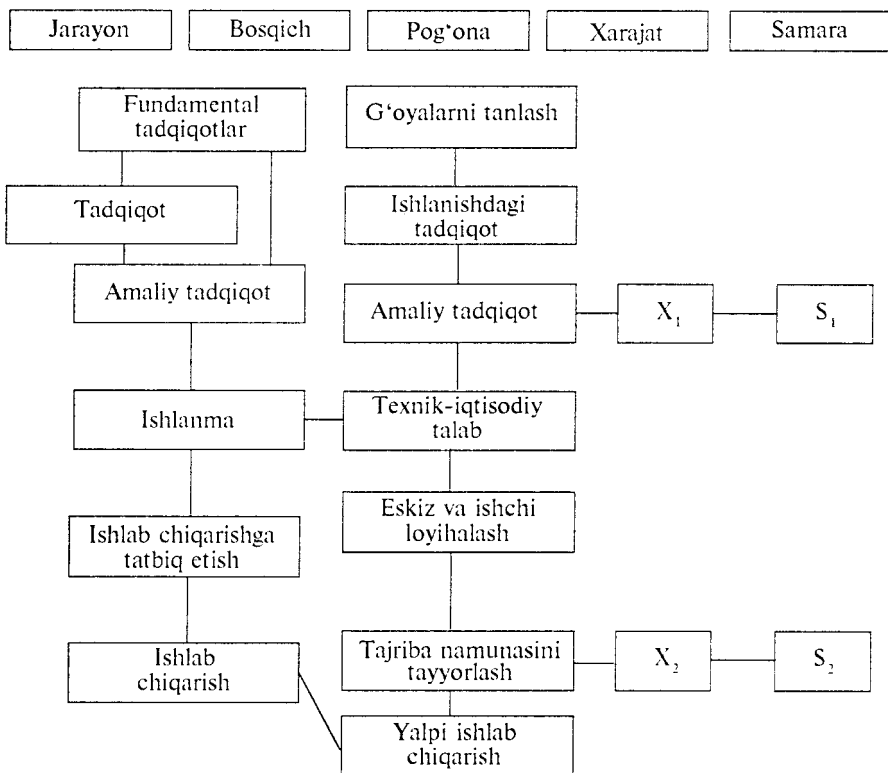 Jarayon
Bosqich
Pog‘ona
Xarajat
Samara
Fundamental
tadqiqotlar
G‘oyalarni tanlash
Tadqiqot
Ishlanishdagi
tadqiqot
Amaliy tadqiqot
Amaliy tadqiqot
X₁
S₁
Ishlanma
Texnik-iqtisodiy
talab
Ishlab chiqarishga
tatbiq etish
Eskiz va ishchi
loyihalash
Ishlab
chiqarish
Tajriba namunasini
tayyorlash
X₂
S₂
Yalpi ishlab
chiqarish